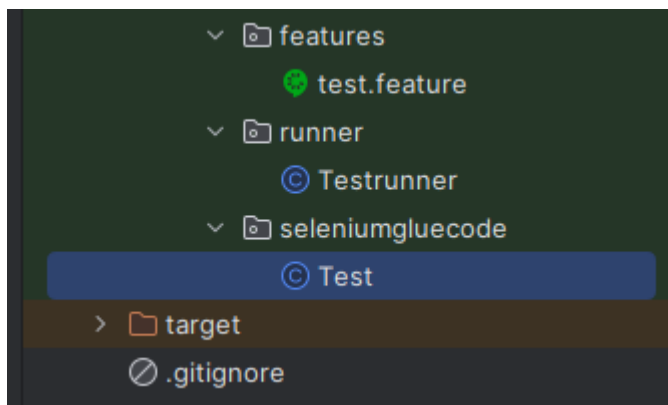 features
test.feature
runner
Testrunner
seleniumgluecode
Test
target
.gitignore